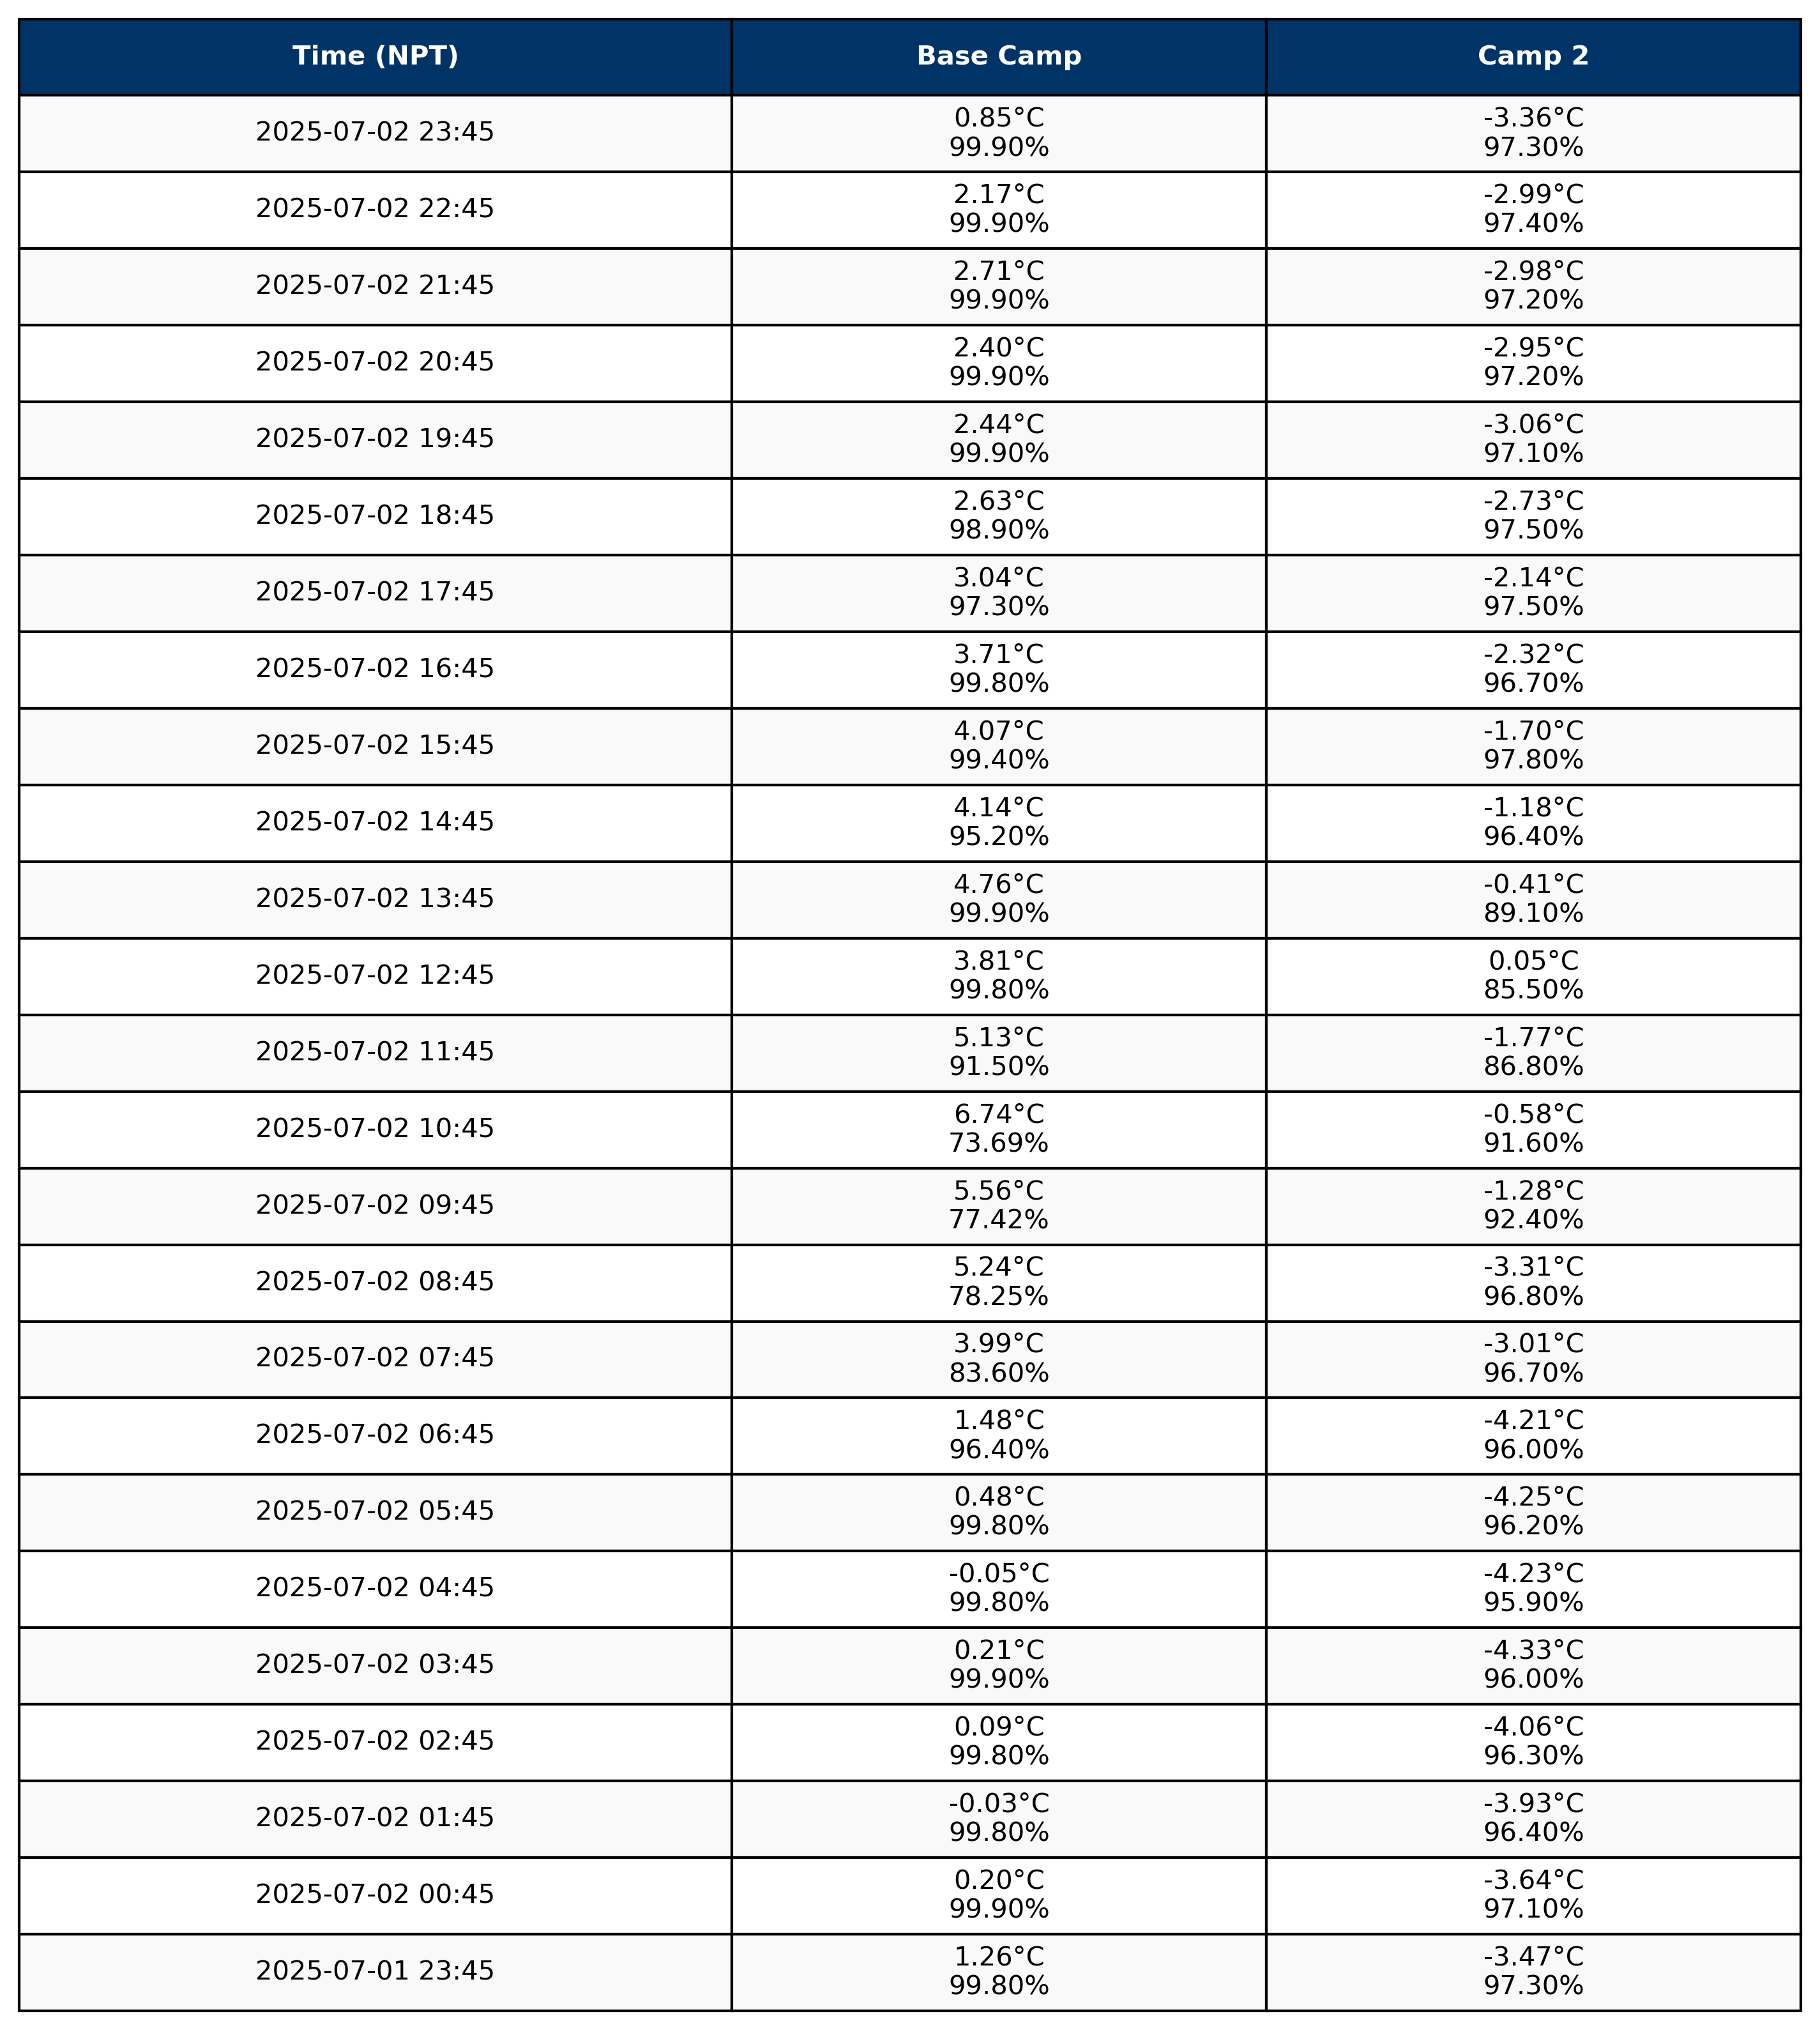 Time (NPT) Base Camp Camp 2
2025-07-02 23:45
0.85°C
99.90%
-3.36°C
97.30%
2025-07-02 22:45
2.17°C
99.90%
-2.99°C
97.40%
2025-07-02 21:45
2.71°C
99.90%
-2.98°C
97.20%
2025-07-02 20:45
2.40°C
99.90%
-2.95°C
97.20%
2025-07-02 19:45
2.44°C
99.90%
-3.06°C
97.10%
2025-07-02 18:45
2.63°C
98.90%
-2.73°C
97.50%
2025-07-02 17:45
3.04°C
97.30%
-2.14°C
97.50%
2025-07-02 16:45
3.71°C
99.80%
-2.32°C
96.70%
2025-07-02 15:45
4.07°C
99.40%
-1.70°C
97.80%
2025-07-02 14:45
4.14°C
95.20%
-1.18°C
96.40%
2025-07-02 13:45
4.76°C
99.90%
-0.41°C
89.10%
2025-07-02 12:45
3.81°C
99.80%
0.05°C
85.50%
2025-07-02 11:45
5.13°C
91.50%
-1.77°C
86.80%
2025-07-02 10:45
6.74°C
73.69%
-0.58°C
91.60%
2025-07-02 09:45
5.56°C
77.42%
-1.28°C
92.40%
2025-07-02 08:45
5.24°C
78.25%
-3.31°C
96.80%
2025-07-02 07:45
3.99°C
83.60%
-3.01°C
96.70%
2025-07-02 06:45
1.48°C
96.40%
-4.21°C
96.00%
2025-07-02 05:45
0.48°C
99.80%
-4.25°C
96.20%
2025-07-02 04:45
-0.05°C
99.80%
-4.23°C
95.90%
2025-07-02 03:45
0.21°C
99.90%
-4.33°C
96.00%
2025-07-02 02:45
0.09°C
99.80%
-4.06°C
96.30%
2025-07-02 01:45
-0.03°C
99.80%
-3.93°C
96.40%
2025-07-02 00:45
0.20°C
99.90%
-3.64°C
97.10%
2025-07-01 23:45
1.26°C
99.80%
-3.47°C
97.30%